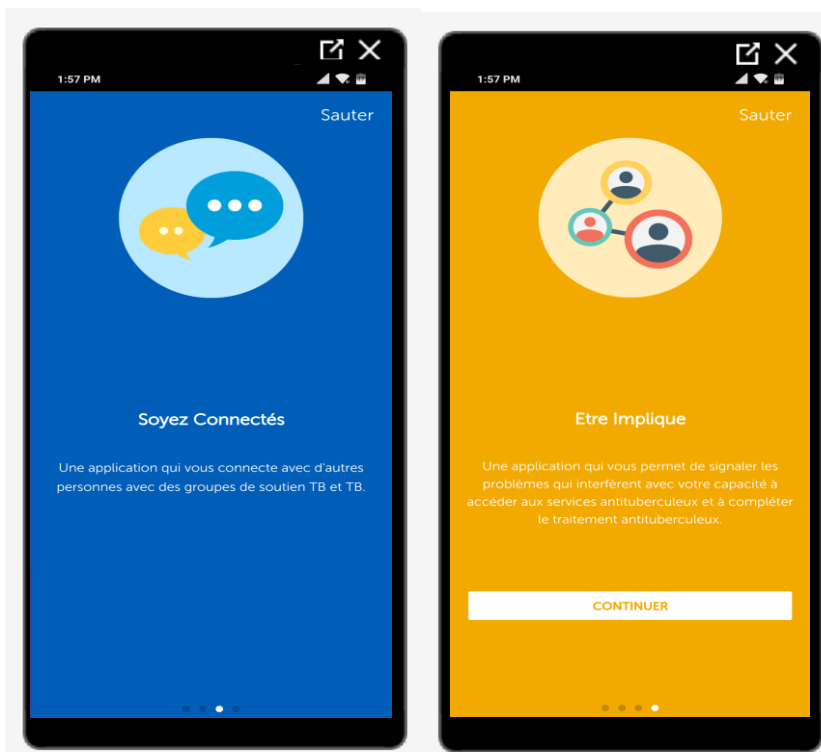 1:57 PM
Sauter
Soyez Connectés
Une application qui vous connecte avec d'autres
personnes avec des groupes de soutien TB et TB.
1:57 PM
Sauter
Etre Implique
Une application qui vous permet de signaler les
problèmes qui interfèrent avec votre capacité à
accéder aux services antituberculeux et à compléter
le traitement antituberculeux.
CONTINUER